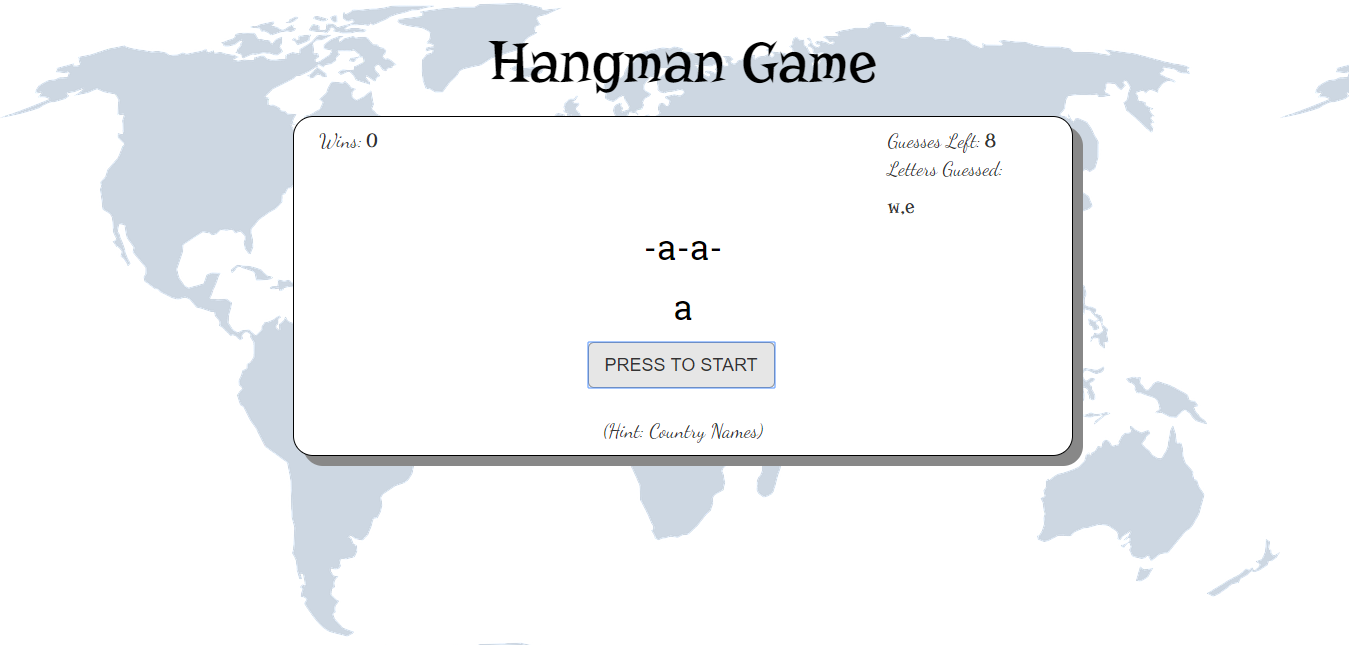 Hangman Game
Wins: 0
Guesses Left: 8
Letters Guessed:
w,e
-a-a-
a
PRESS TO START
(Hint: Country Names)